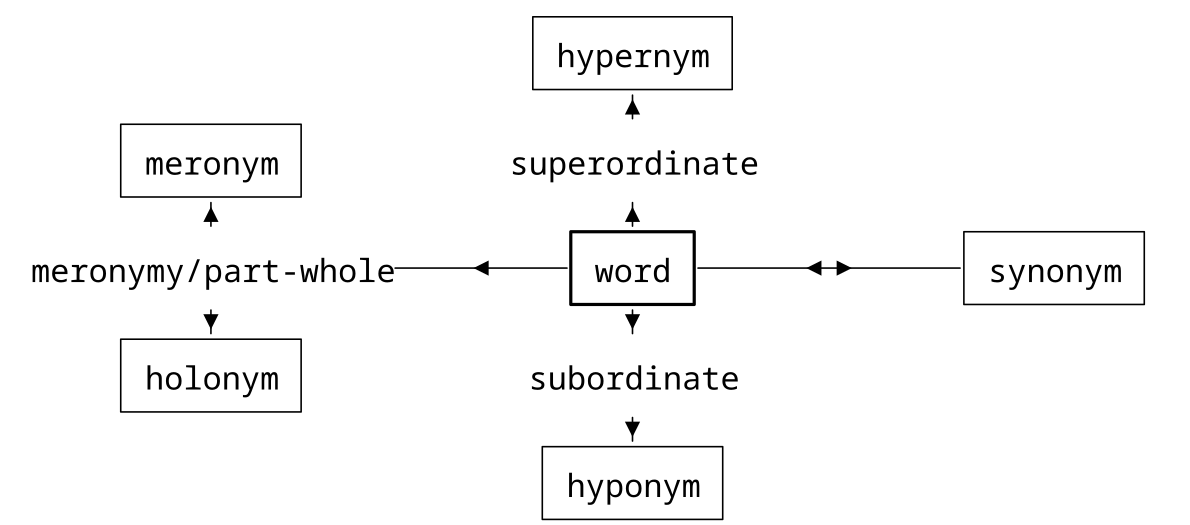 hypernym
meronym
superordinate
meronymy/part-whole
word
synonym
holonym
subordinate
hyponym